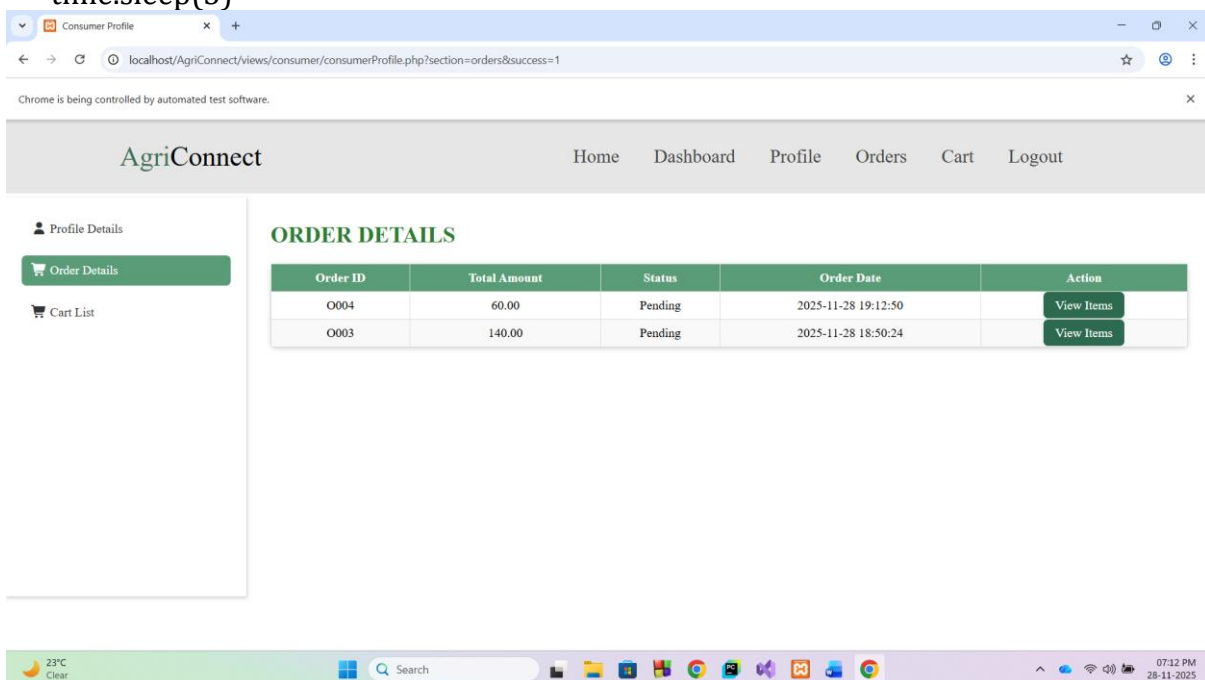 time.sleep(5)
Consumer Profile
localhost/AgriConnect/views/consumer/consumerProfile.php?section=orders&success=1
Chrome is being controlled by automated test software.
AgriConnect Home Dashboard Profile Orders Cart Logout
Profile Details
Order Details
Cart List
ORDER DETAILS
Order ID Total Amount Status Order Date Action
O004 60.00 Pending 2025-11-28 19:12:50 View Items
O003 140.00 Pending 2025-11-28 18:50:24 View Items
23°C
Clear
Search
07:12 PM
28-11-2025